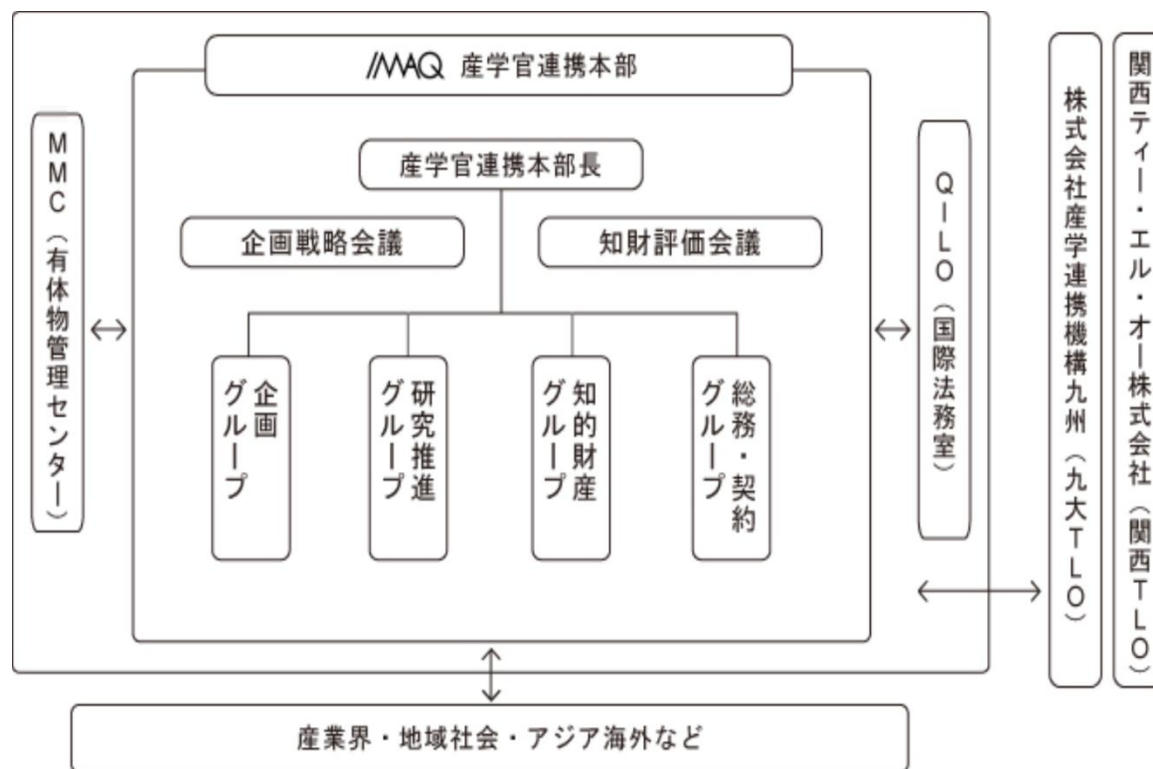 IMAQ 産学官連携本部
産学官連携本部長
企画戦略会議
知財評価会議
企画
グループ
研究推進
グループ
知的財産
グループ
総務・契約
グループ
MMC（有体物管理センター）
QーLO（国際法務室）
株式会社産学連携機構九州（九大TLO）
関西ティー・エル・オー株式会社（関西TLO）
産業界・地域社会・アジア海外など